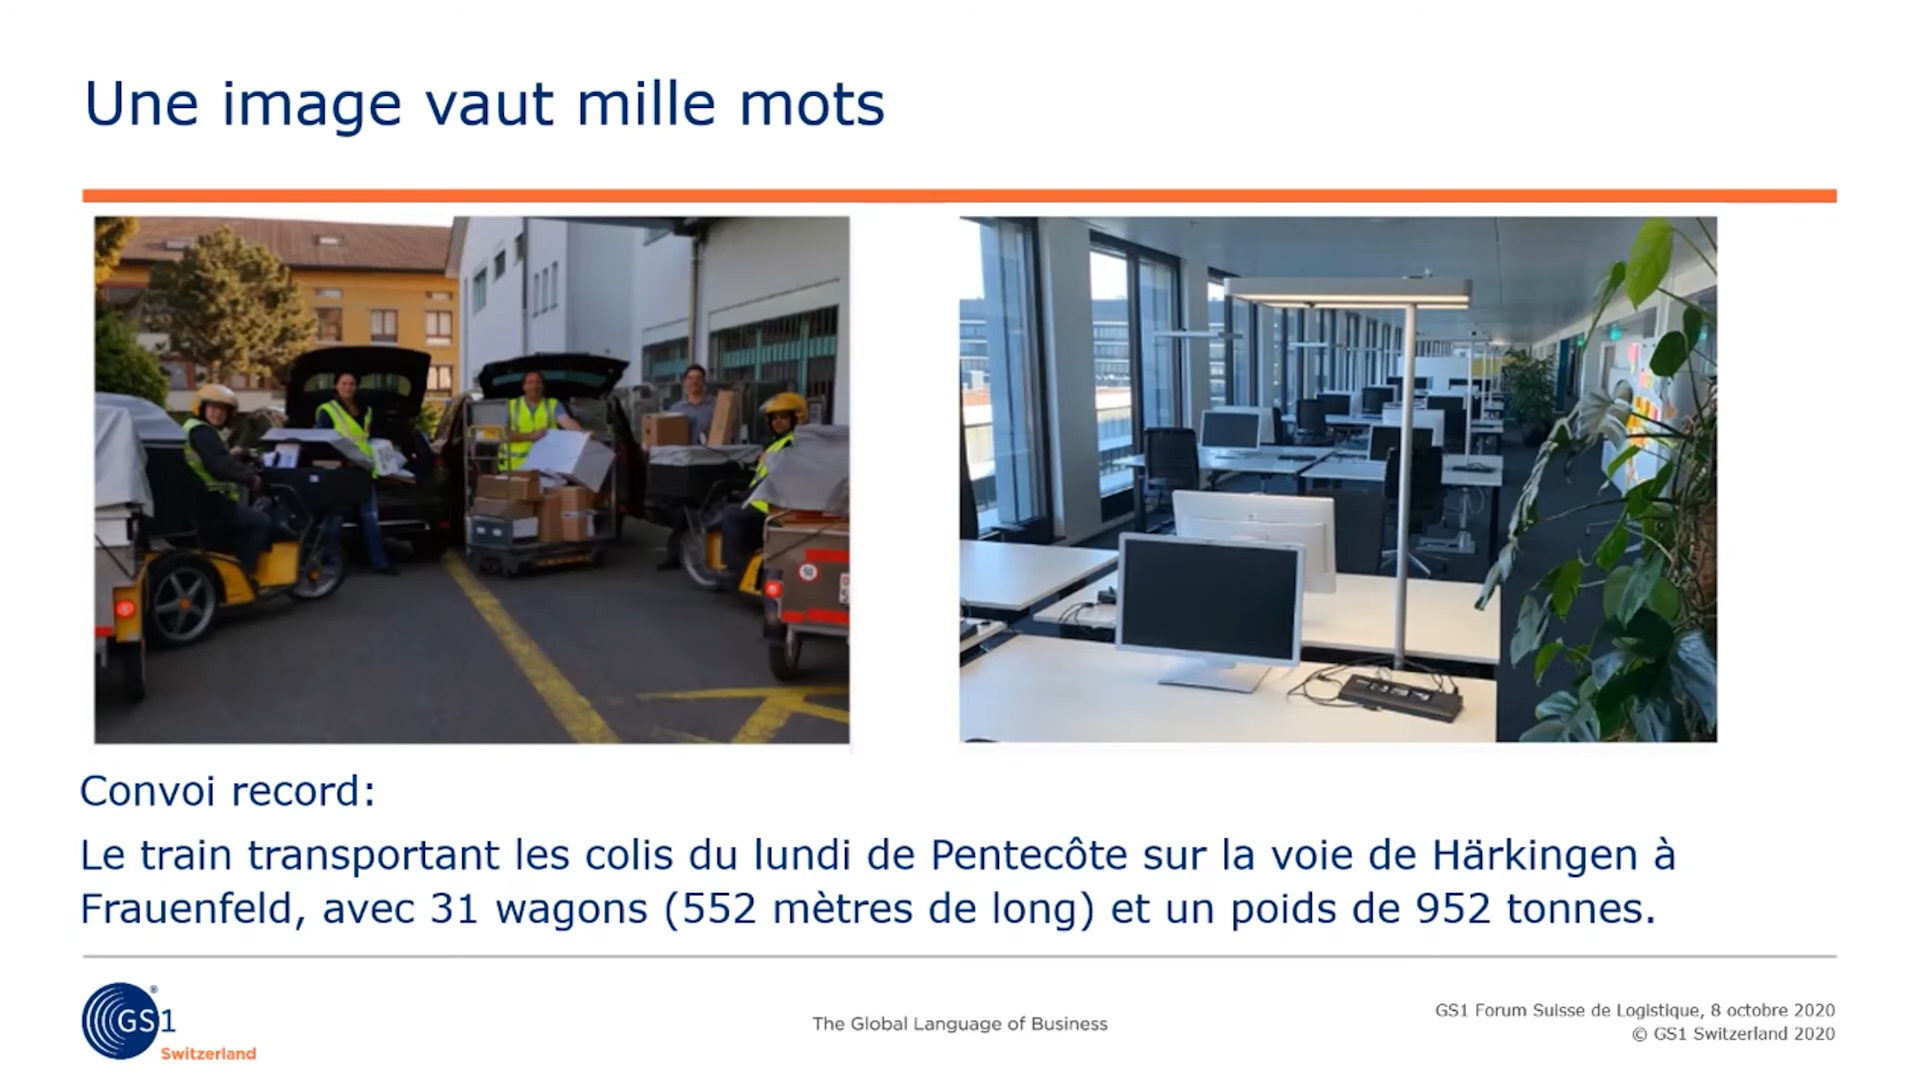 Une image vaut mille mots
Convoi record:
Le train transportant les colis du lundi de Pentecôte sur la voie de Härkingen à
Frauenfeld, avec 31 wagons (552 mètres de long) et un poids de 952 tonnes.
GS1
®
Switzerland
The Global Language of Business
GS1 Forum Suisse de Logistique, 8 octobre 2020
© GS1 Switzerland 2020